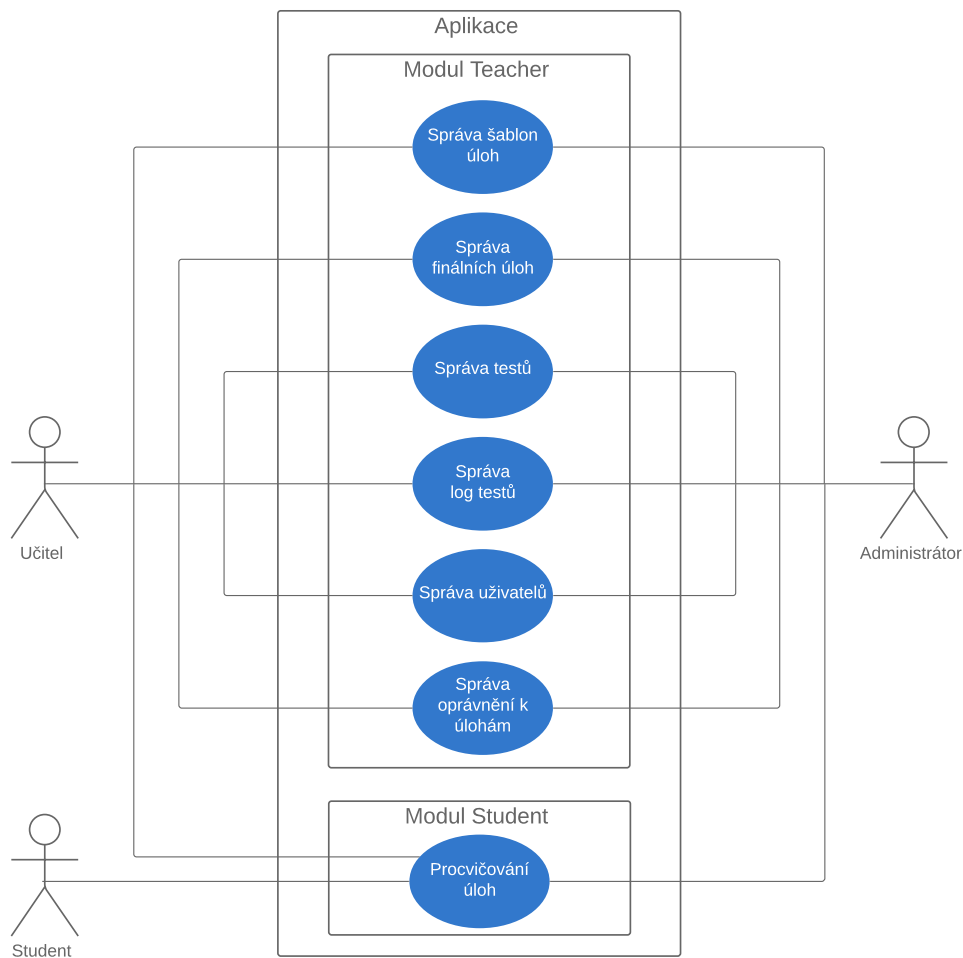 Aplikace
Modul Teacher
Správa šablon
úloh
Správa
finálních úloh
Správa testů
Správa
log testů
Učitel
Administrátor
Správa uživatelů
Správa
oprávnění k
úlohám
Modul Student
Procvičování
úloh
Student